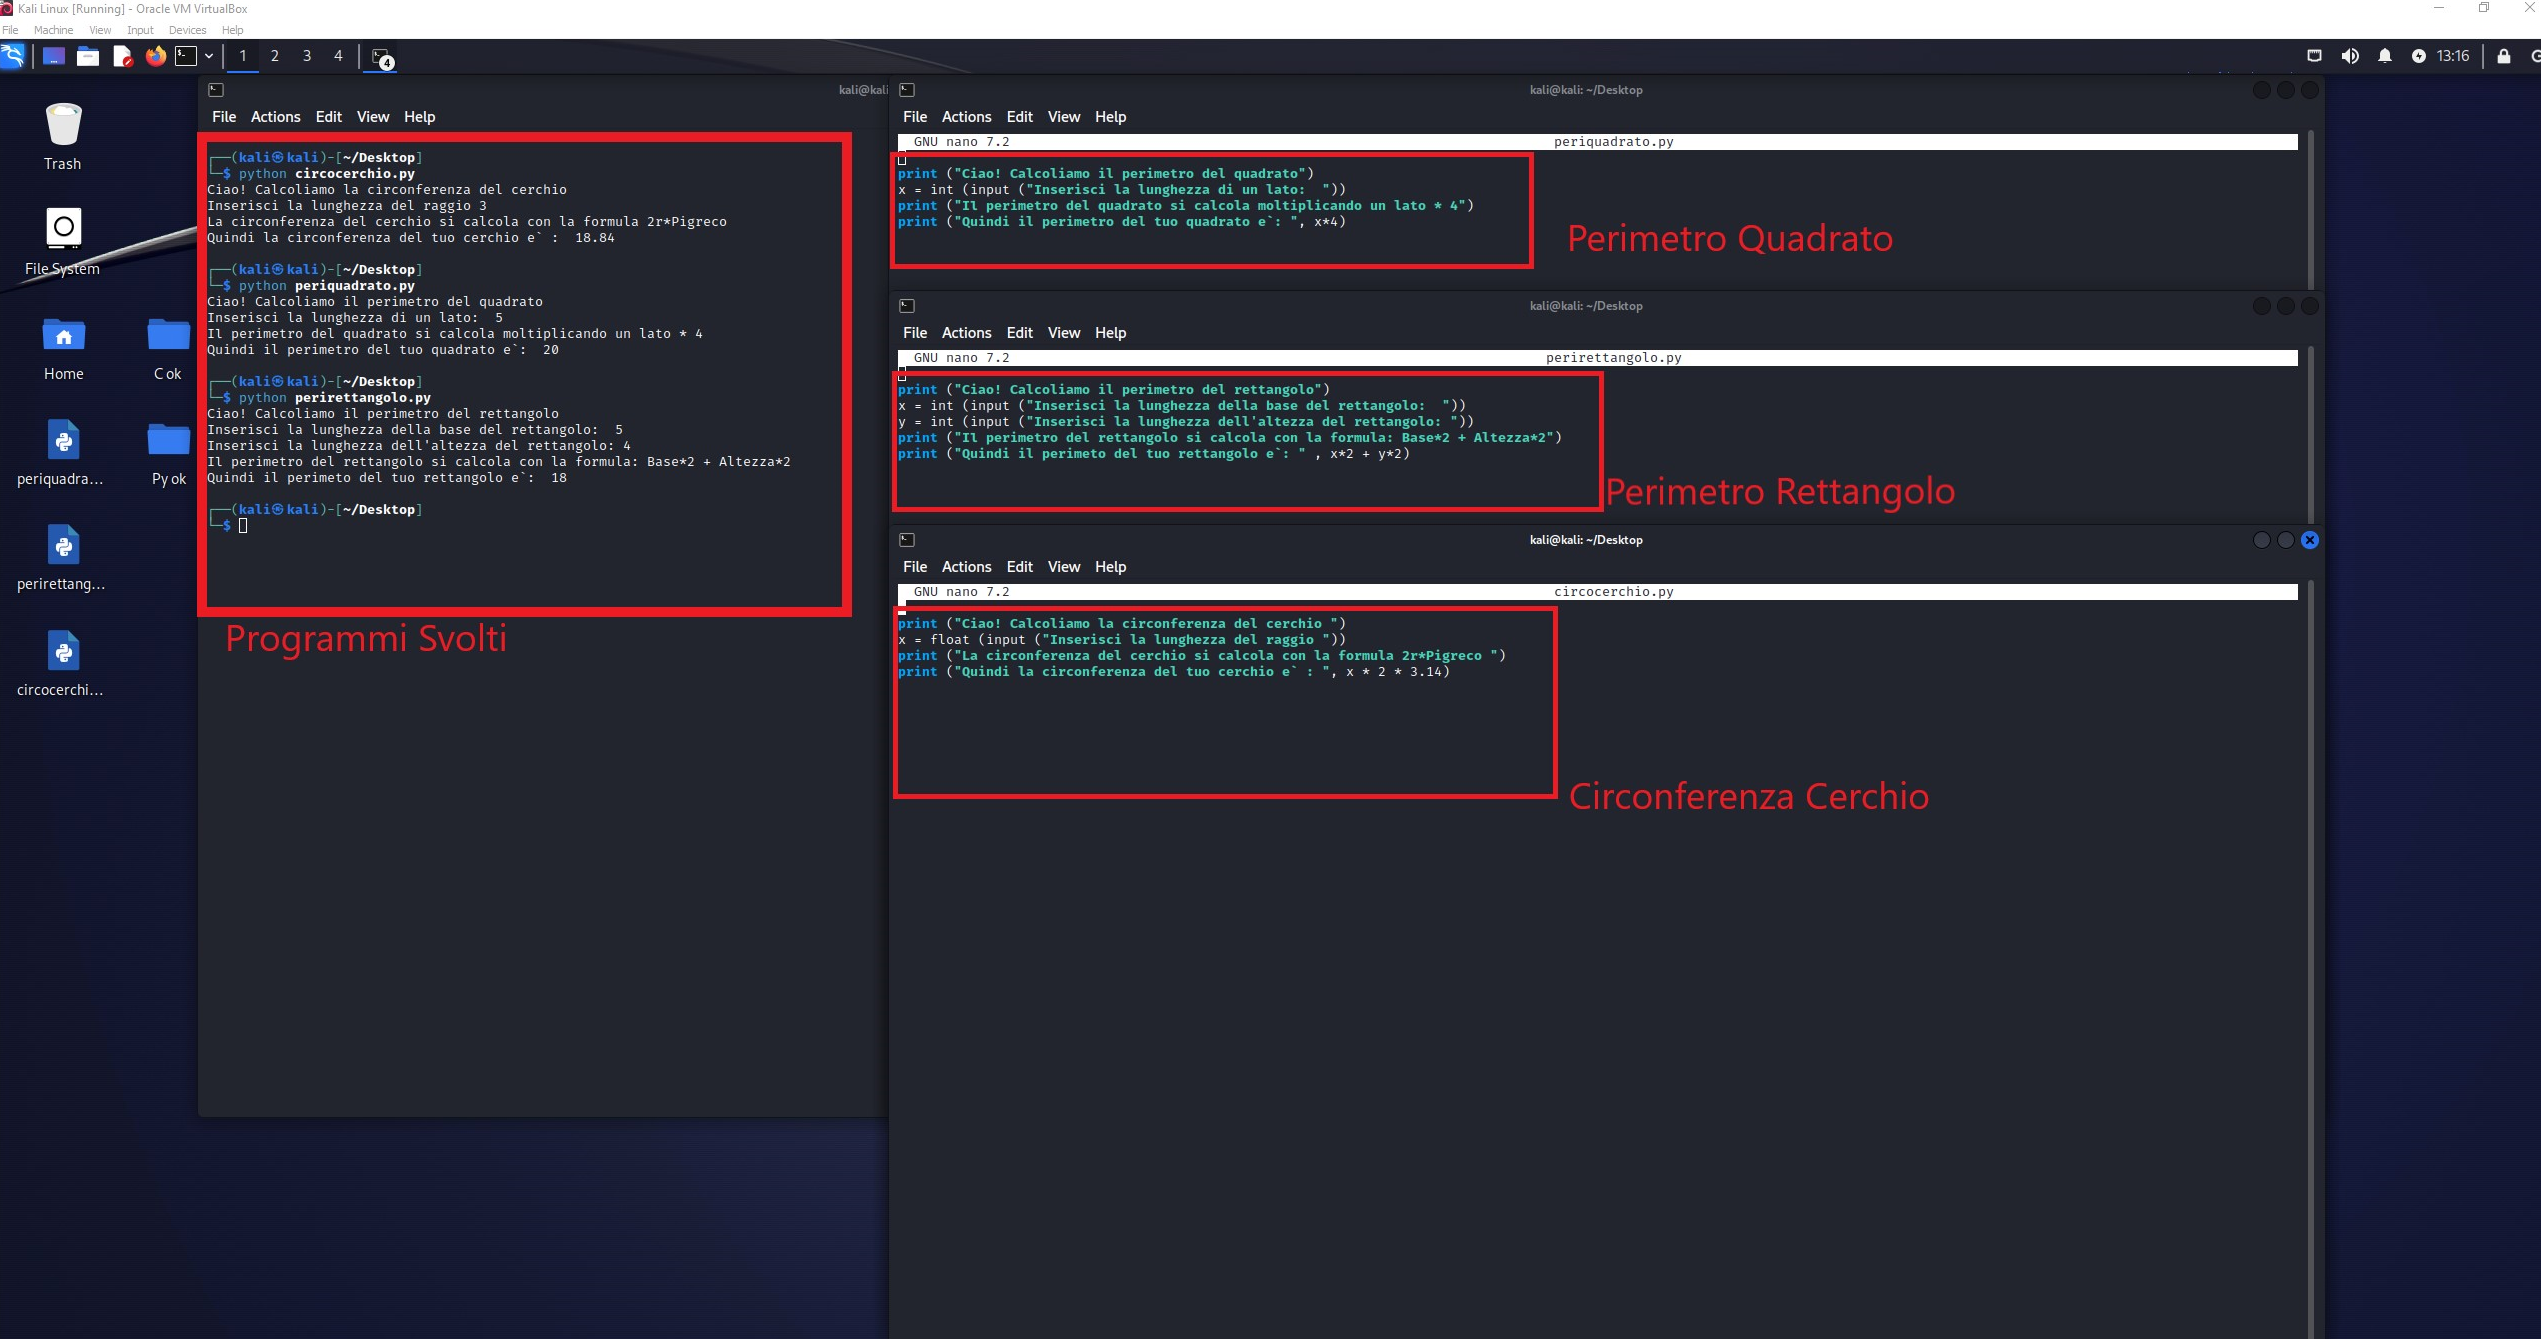 Kali Linux [Running] - Oracle VM VirtualBox
File Machine View Input Devices Help
1 2 3 4
4
13:16
Trash
File System
Home
C ok
periquadra...
Py ok
perirettang...
circocerchi...
File Actions Edit View Help
┌──(kali㉿kali)-[~/Desktop]
└─$ python circocerchio.py
Ciao! Calcoliamo la circonferenza del cerchio
Inserisci la lunghezza del raggio 3
La circonferenza del cerchio si calcola con la formula 2r*Pigreco
Quindi la circonferenza del tuo cerchio e` :  18.84
┌──(kali㉿kali)-[~/Desktop]
└─$ python periquadrato.py
Ciao! Calcoliamo il perimetro del quadrato
Inserisci la lunghezza di un lato:  5
Il perimetro del quadrato si calcola moltiplicando un lato * 4
Quindi il perimetro del tuo quadrato e`:  20
┌──(kali㉿kali)-[~/Desktop]
└─$ python perirettangolo.py
Ciao! Calcoliamo il perimetro del rettangolo
Inserisci la lunghezza della base del rettangolo:  5
Inserisci la lunghezza dell'altezza del rettangolo: 4
Il perimetro del rettangolo si calcola con la formula: Base*2 + Altezza*2
Quindi il perimeto del tuo rettangolo e`:  18
┌──(kali㉿kali)-[~/Desktop]
└─$
Programmi Svolti
kali@kali
kali@kali: ~/Desktop
File Actions Edit View Help
GNU nano 7.2 periquadrato.py
print ("Ciao! Calcoliamo il perimetro del quadrato")
x = int (input ("Inserisci la lunghezza di un lato:  "))
print ("Il perimetro del quadrato si calcola moltiplicando un lato * 4")
print ("Quindi il perimetro del tuo quadrato e`: ", x*4)
Perimetro Quadrato
kali@kali: ~/Desktop
File Actions Edit View Help
GNU nano 7.2 perirettangolo.py
print ("Ciao! Calcoliamo il perimetro del rettangolo")
x = int (input ("Inserisci la lunghezza della base del rettangolo:  "))
y = int (input ("Inserisci la lunghezza dell'altezza del rettangolo: "))
print ("Il perimetro del rettangolo si calcola con la formula: Base*2 + Altezza*2")
print ("Quindi il perimeto del tuo rettangolo e`: " , x*2 + y*2)
Perimetro Rettangolo
kali@kali: ~/Desktop
File Actions Edit View Help
GNU nano 7.2 circocerchio.py
print ("Ciao! Calcoliamo la circonferenza del cerchio ")
x = float (input ("Inserisci la lunghezza del raggio "))
print ("La circonferenza del cerchio si calcola con la formula 2r*Pigreco ")
print ("Quindi la circonferenza del tuo cerchio e` : ", x * 2 * 3.14)
Circonferenza Cerchio